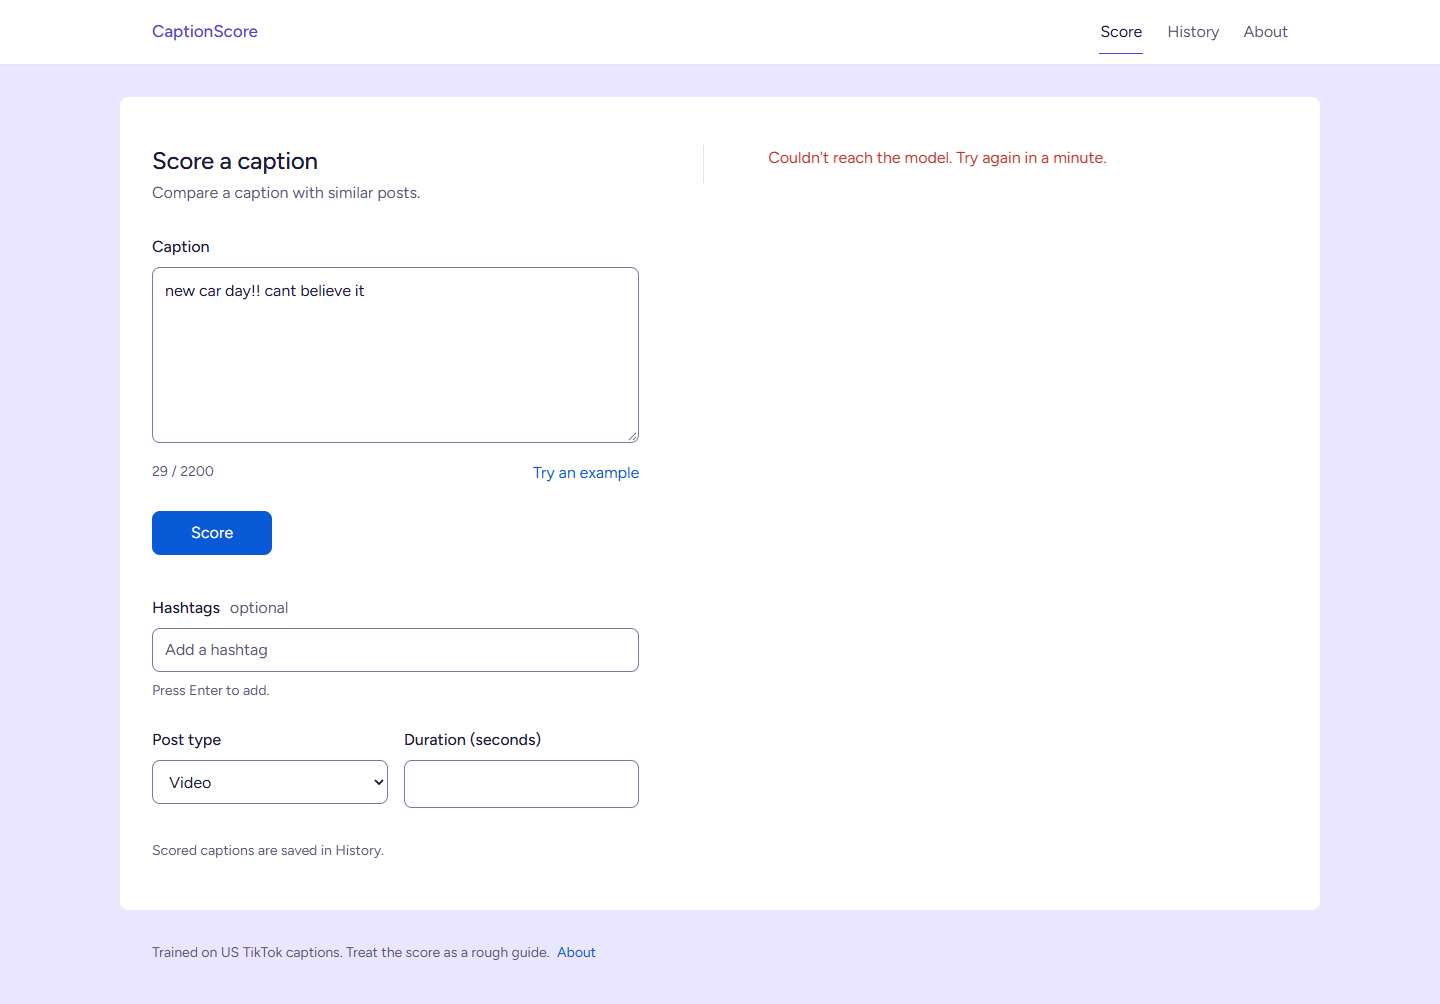 CaptionScore
Score History About
Score a caption
Compare a caption with similar posts.
Caption
new car day!! cant believe it
29 / 2200
Try an example
Score
Hashtags optional
Add a hashtag
Press Enter to add.
Post type
Video
Duration (seconds)
Scored captions are saved in History.
Couldn't reach the model. Try again in a minute.
Trained on US TikTok captions. Treat the score as a rough guide. About